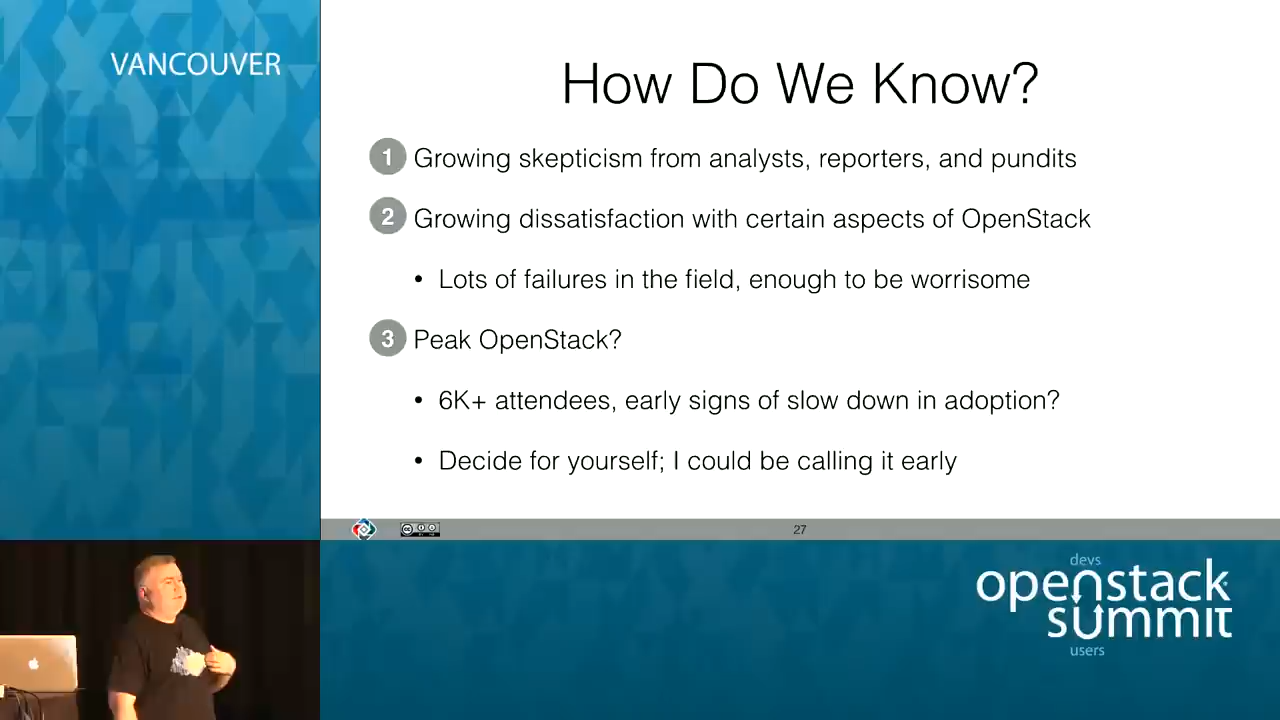 VANCOUVER
How Do We Know?
1 Growing skepticism from analysts, reporters, and pundits
2 Growing dissatisfaction with certain aspects of OpenStack
• Lots of failures in the field, enough to be worrisome
3 Peak OpenStack?
• 6K+ attendees, early signs of slow down in adoption?
• Decide for yourself; I could be calling it early
27
devs
openstack
summit
users